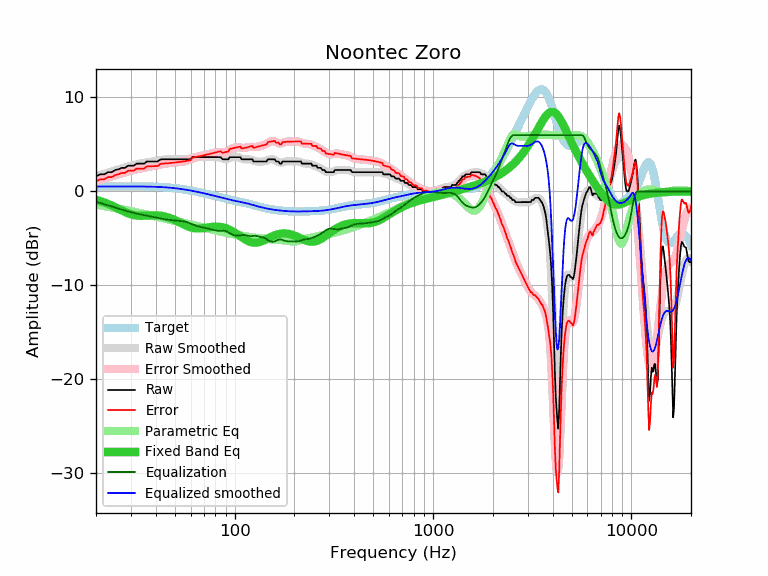 Noontec Zoro
Amplitude (dBr)
10
0
−10
−20
−30
Target
Raw Smoothed
Error Smoothed
Raw
Error
Parametric Eq
Fixed Band Eq
Equalization
Equalized smoothed
100
1000
10000
Frequency (Hz)